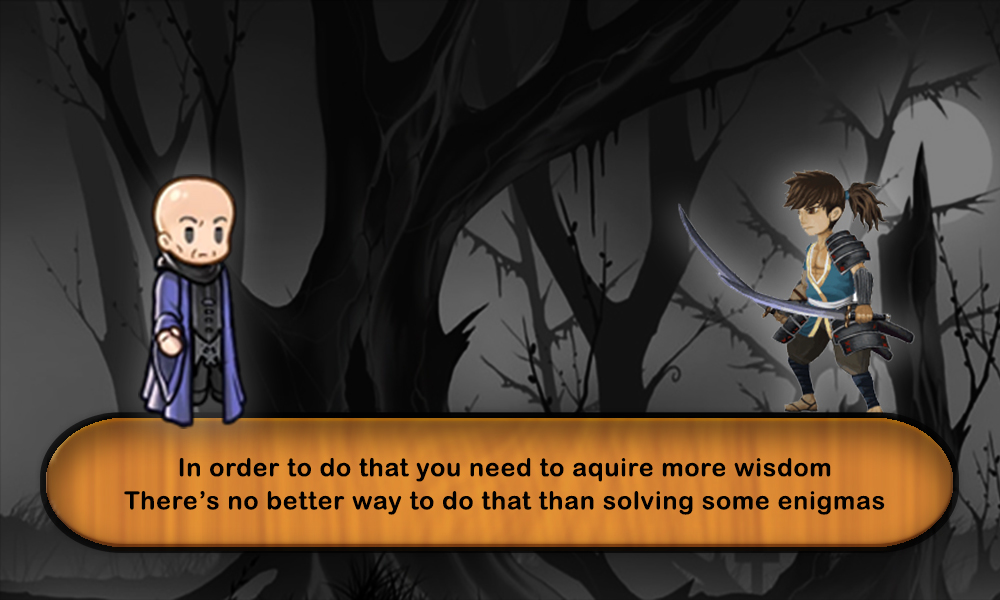 In order to do that you need to aquire more wisdom
There's no better way to do that than solving some enigmas